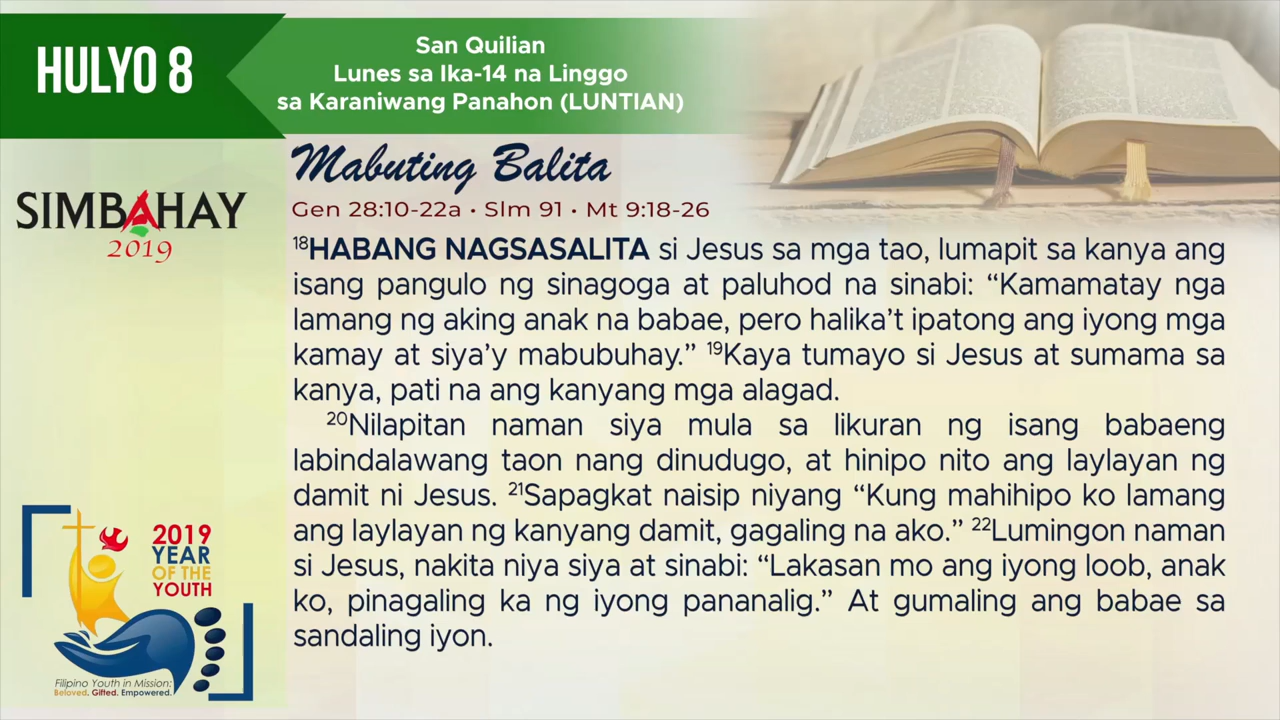 HULYO 8
San Quilian
Lunes sa Ika-14 na Linggo
sa Karaniwang Panahon (LUNTIAN)
Mabuting Balita
Gen 28:10-22a • Slm 91 • Mt 9:18-26
SIMBAHAY
2019
¹⁸HABANG NAGSASALITA si Jesus sa mga tao, lumapit sa kanya ang
isang pangulo ng sinagoga at paluhod na sinabi: “Kamamatay nga
lamang ng aking anak na babae, pero halika’t ipatong ang iyong mga
kamay at siya’y mabubuhay.” ¹⁹Kaya tumayo si Jesus at sumama sa
kanya, pati na ang kanyang mga alagad.
²⁰Nilapitan naman siya mula sa likuran ng isang babaeng
labindalawang taon nang dinudugo, at hinipo nito ang laylayan ng
damit ni Jesus. ²¹Sapagkat naisip niyang “Kung mahihipo ko lamang
ang laylayan ng kanyang damit, gagaling na ako.” ²²Lumingon naman
si Jesus, nakita niya siya at sinabi: “Lakasan mo ang iyong loob, anak
ko, pinagaling ka ng iyong pananalig.” At gumaling ang babae sa
sandaling iyon.
2019
YEAR
OF THE
YOUTH
Filipino Youth in Mission:
Beloved. Gifted. Empowered.